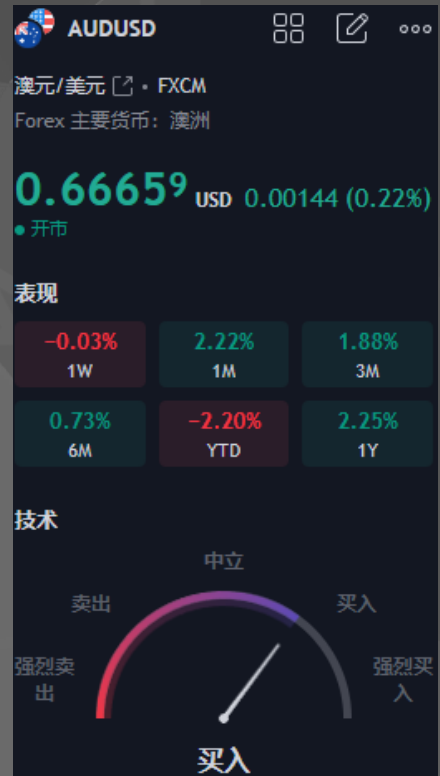 AUDUSD
澳元/美元 • FXCM
Forex 主要货币：澳洲
0.66659 USD 0.00144 (0.22%)
开市
表现
−0.03% 2.22% 1.88%
1W 1M 3M
0.73% −2.20% 2.25%
6M YTD 1Y
技术
中立
卖出 买入
强烈卖 强烈买
出 入
买入